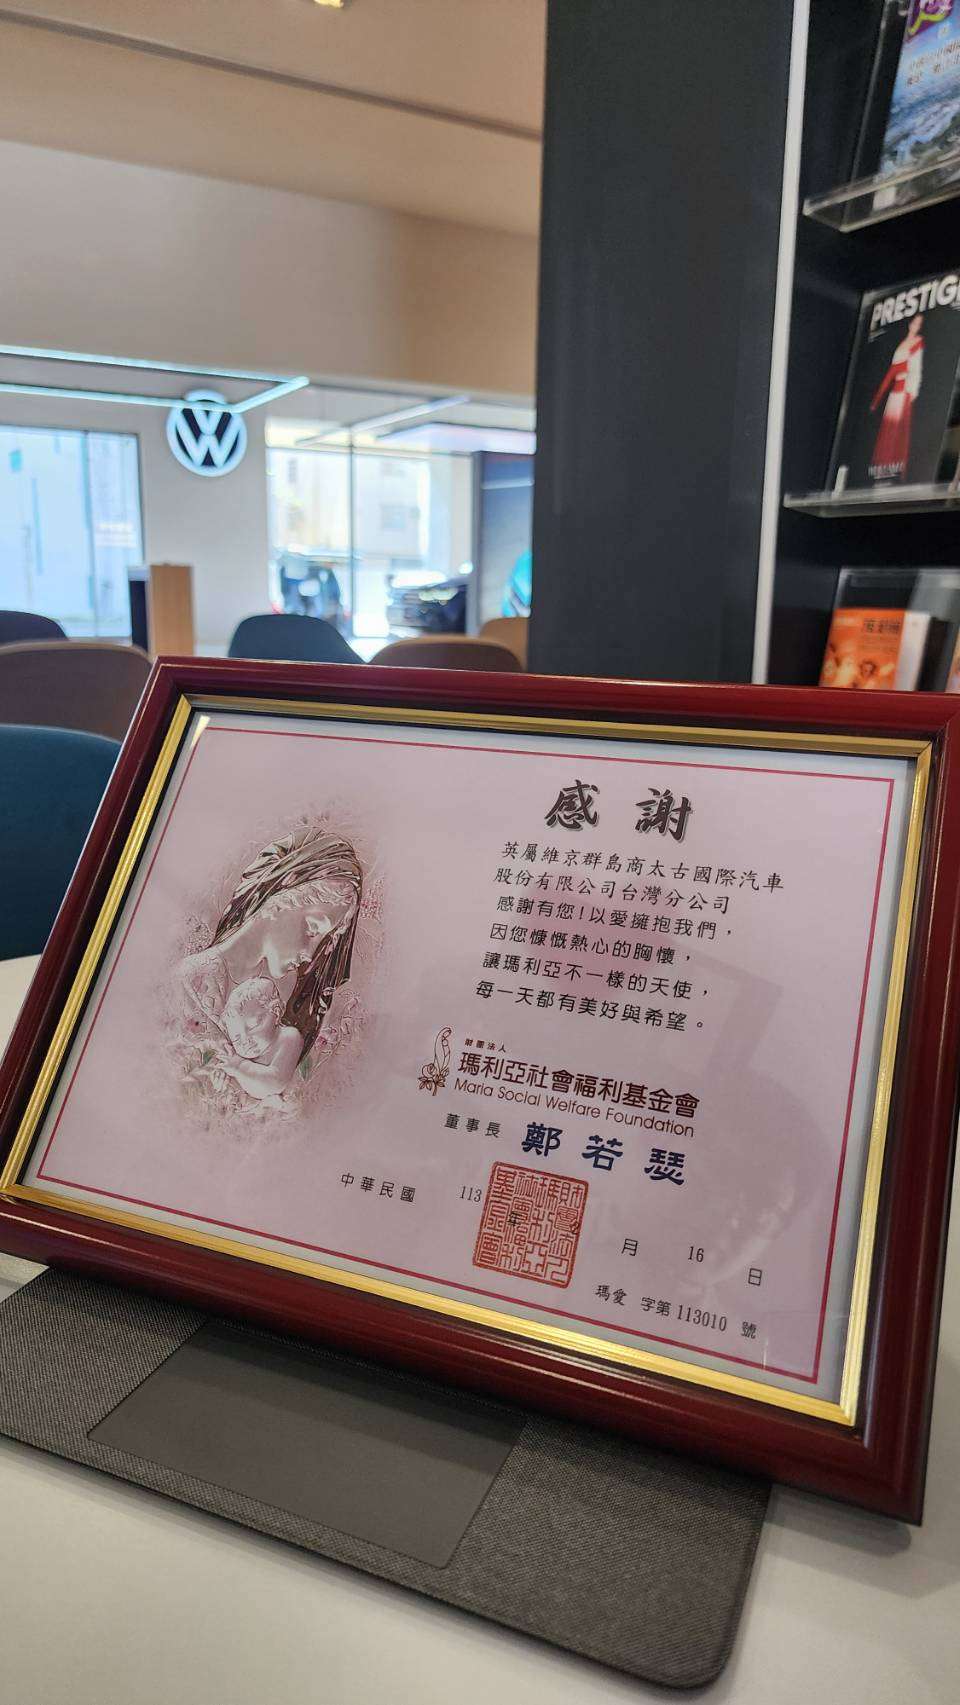 PRESTIG
感謝
英屬維京群島商太古國際汽車
股份有限公司台灣分公司
感謝有您!以愛擁抱我們，
因您慷慨熱心的胸懷，
讓瑪利亞不一樣的天使，
每一天都有美好與希望。
財團法人
瑪利亞社會福利基金會
Maria Social Welfare Foundation
董事長 鄭若瑟
中華民國 113 年 月 16 日
瑪愛 字第 113010 號